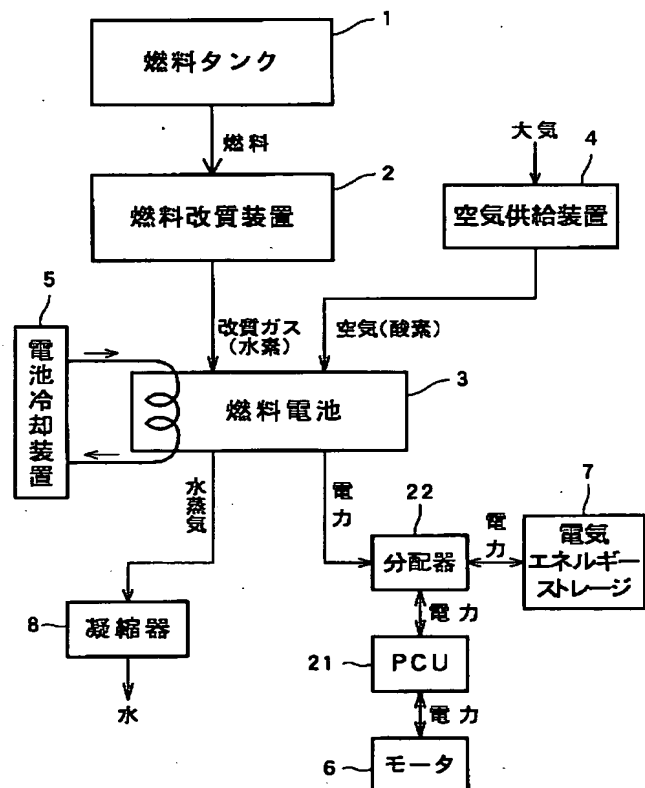 1
燃料タンク
燃料
大気
4
2
燃料改質装置
空気供給装置
5
改質ガス
(水素)
空気(酸素)
電池冷却装置
3
燃料電池
水蒸気
電力
22
7
電力
分配器
電気
エネルギー
ストレージ
電力
8
凝縮器
21
PCU
水
電力
6
モータ